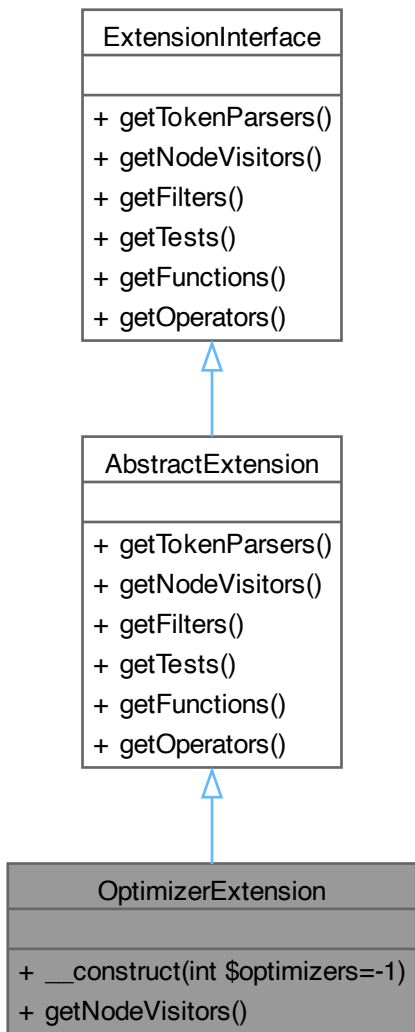 ExtensionInterface
+ getTokenParsers()
+ getNodeVisitors()
+ getFilters()
+ getTests()
+ getFunctions()
+ getOperators()
AbstractExtension
+ getTokenParsers()
+ getNodeVisitors()
+ getFilters()
+ getTests()
+ getFunctions()
+ getOperators()
OptimizerExtension
+ __construct(int $optimizers=-1)
+ getNodeVisitors()